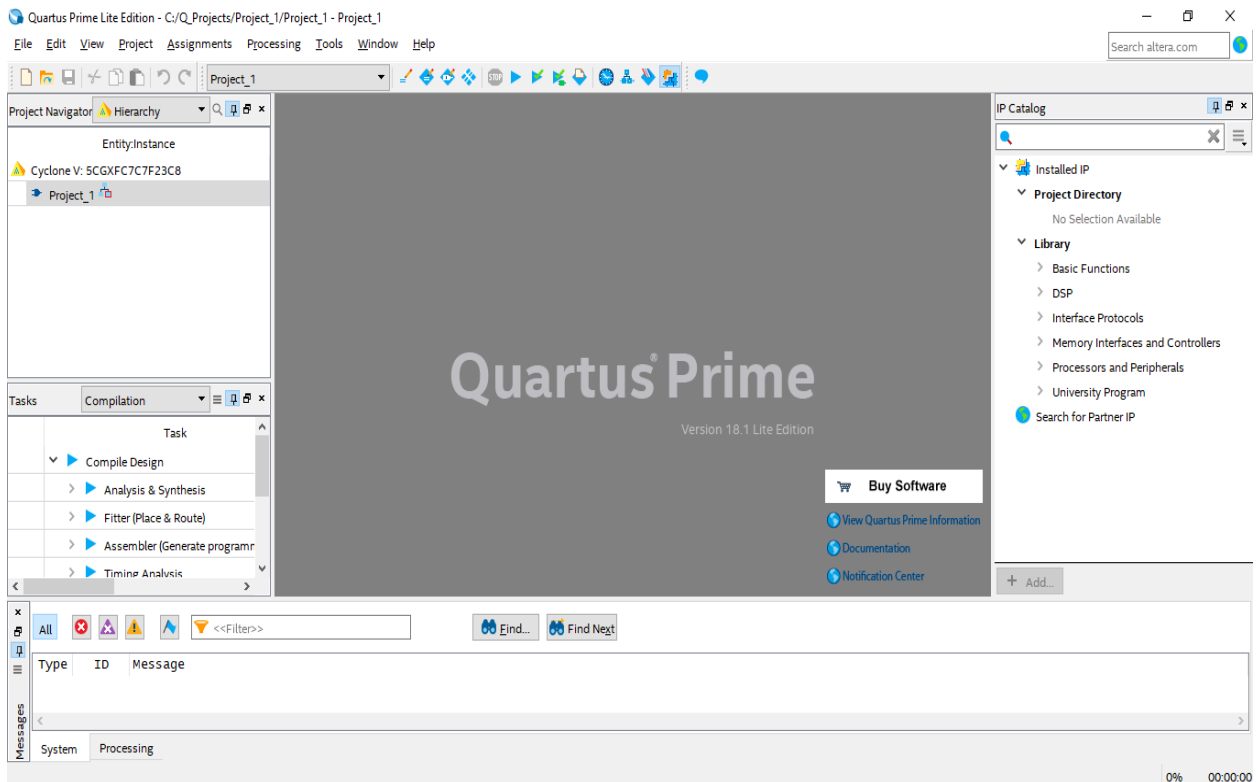 Quartus Prime Lite Edition - C:/Q_Projects/Project_1/Project_1 - Project_1
File Edit View Project Assignments Processing Tools Window Help
Search altera.com
Project_1
STOP
Project Navigator Hierarchy
Entity:Instance
Cyclone V: 5CGXFC7C7F23C8
Project_1
Tasks Compilation
Task
Compile Design
Analysis & Synthesis
Fitter (Place & Route)
Assembler (Generate programr
Timing Analysis
Quartus® Prime
Version 18.1 Lite Edition
Buy Software
View Quartus Prime Information
Documentation
Notification Center
IP Catalog
Installed IP
Project Directory
No Selection Available
Library
Basic Functions
DSP
Interface Protocols
Memory Interfaces and Controllers
Processors and Peripherals
University Program
Search for Partner IP
+ Add...
All <<Filter>> Find... Find Next
Type ID Message
Messages
System Processing
0% 00:00:00